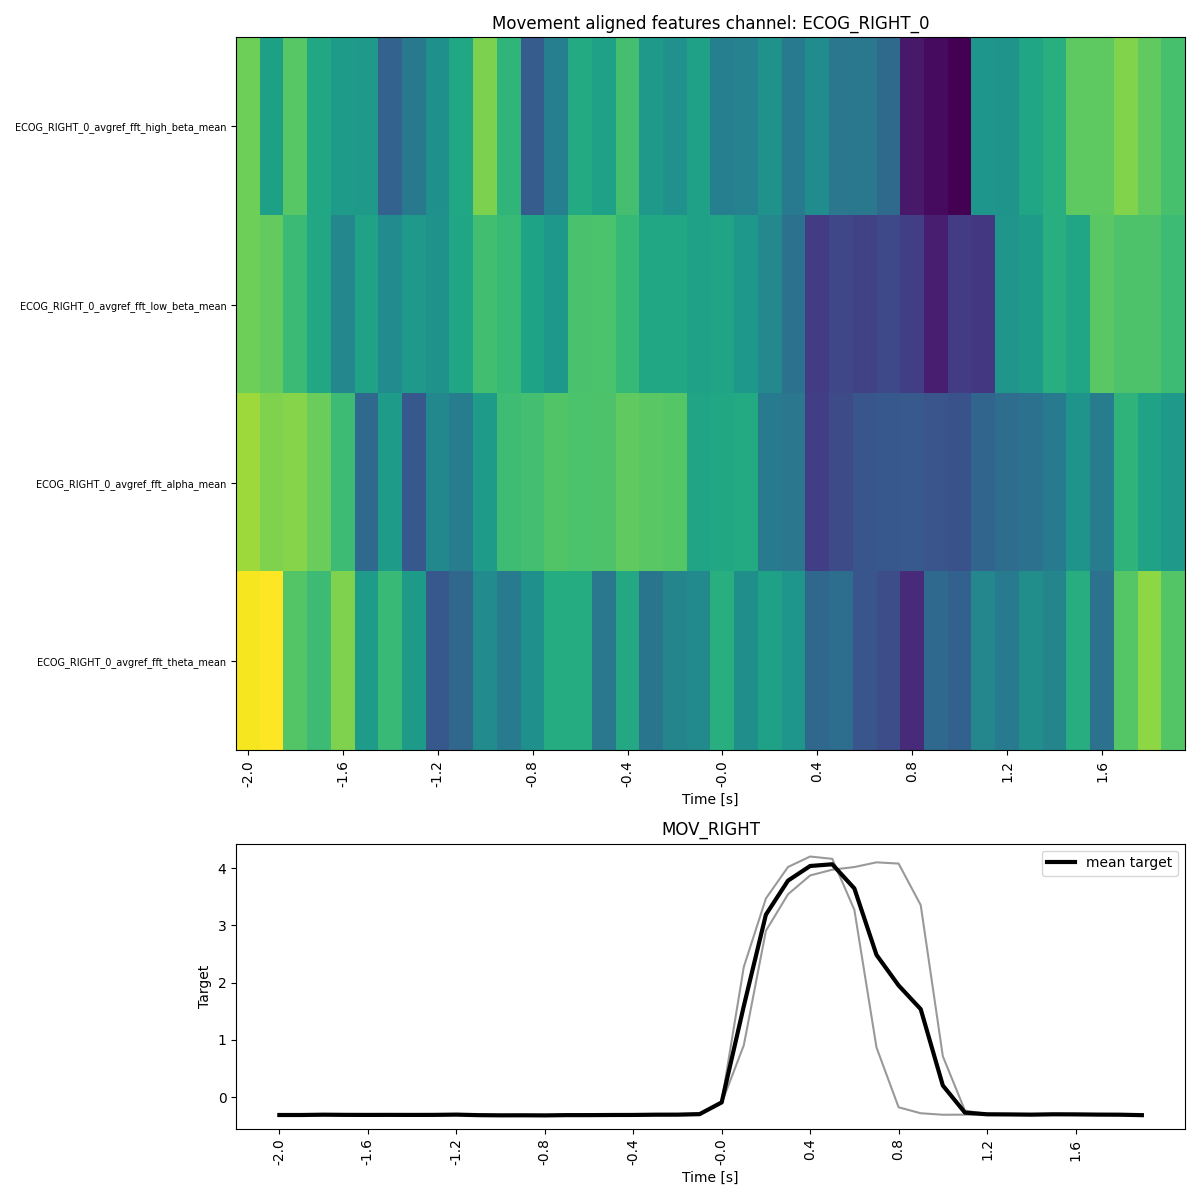 Movement aligned features channel: ECOG_RIGHT_0
ECOG_RIGHT_0_avgref_fft_high_beta_mean
ECOG_RIGHT_0_avgref_fft_low_beta_mean
ECOG_RIGHT_0_avgref_fft_alpha_mean
ECOG_RIGHT_0_avgref_fft_theta_mean
-2.0 -1.6 -1.2 -0.8 -0.4 -0.0 0.4 0.8 1.2 1.6
Time [s]
MOV_RIGHT
mean target
4
3
2
1
0
Target
-2.0 -1.6 -1.2 -0.8 -0.4 -0.0 0.4 0.8 1.2 1.6
Time [s]